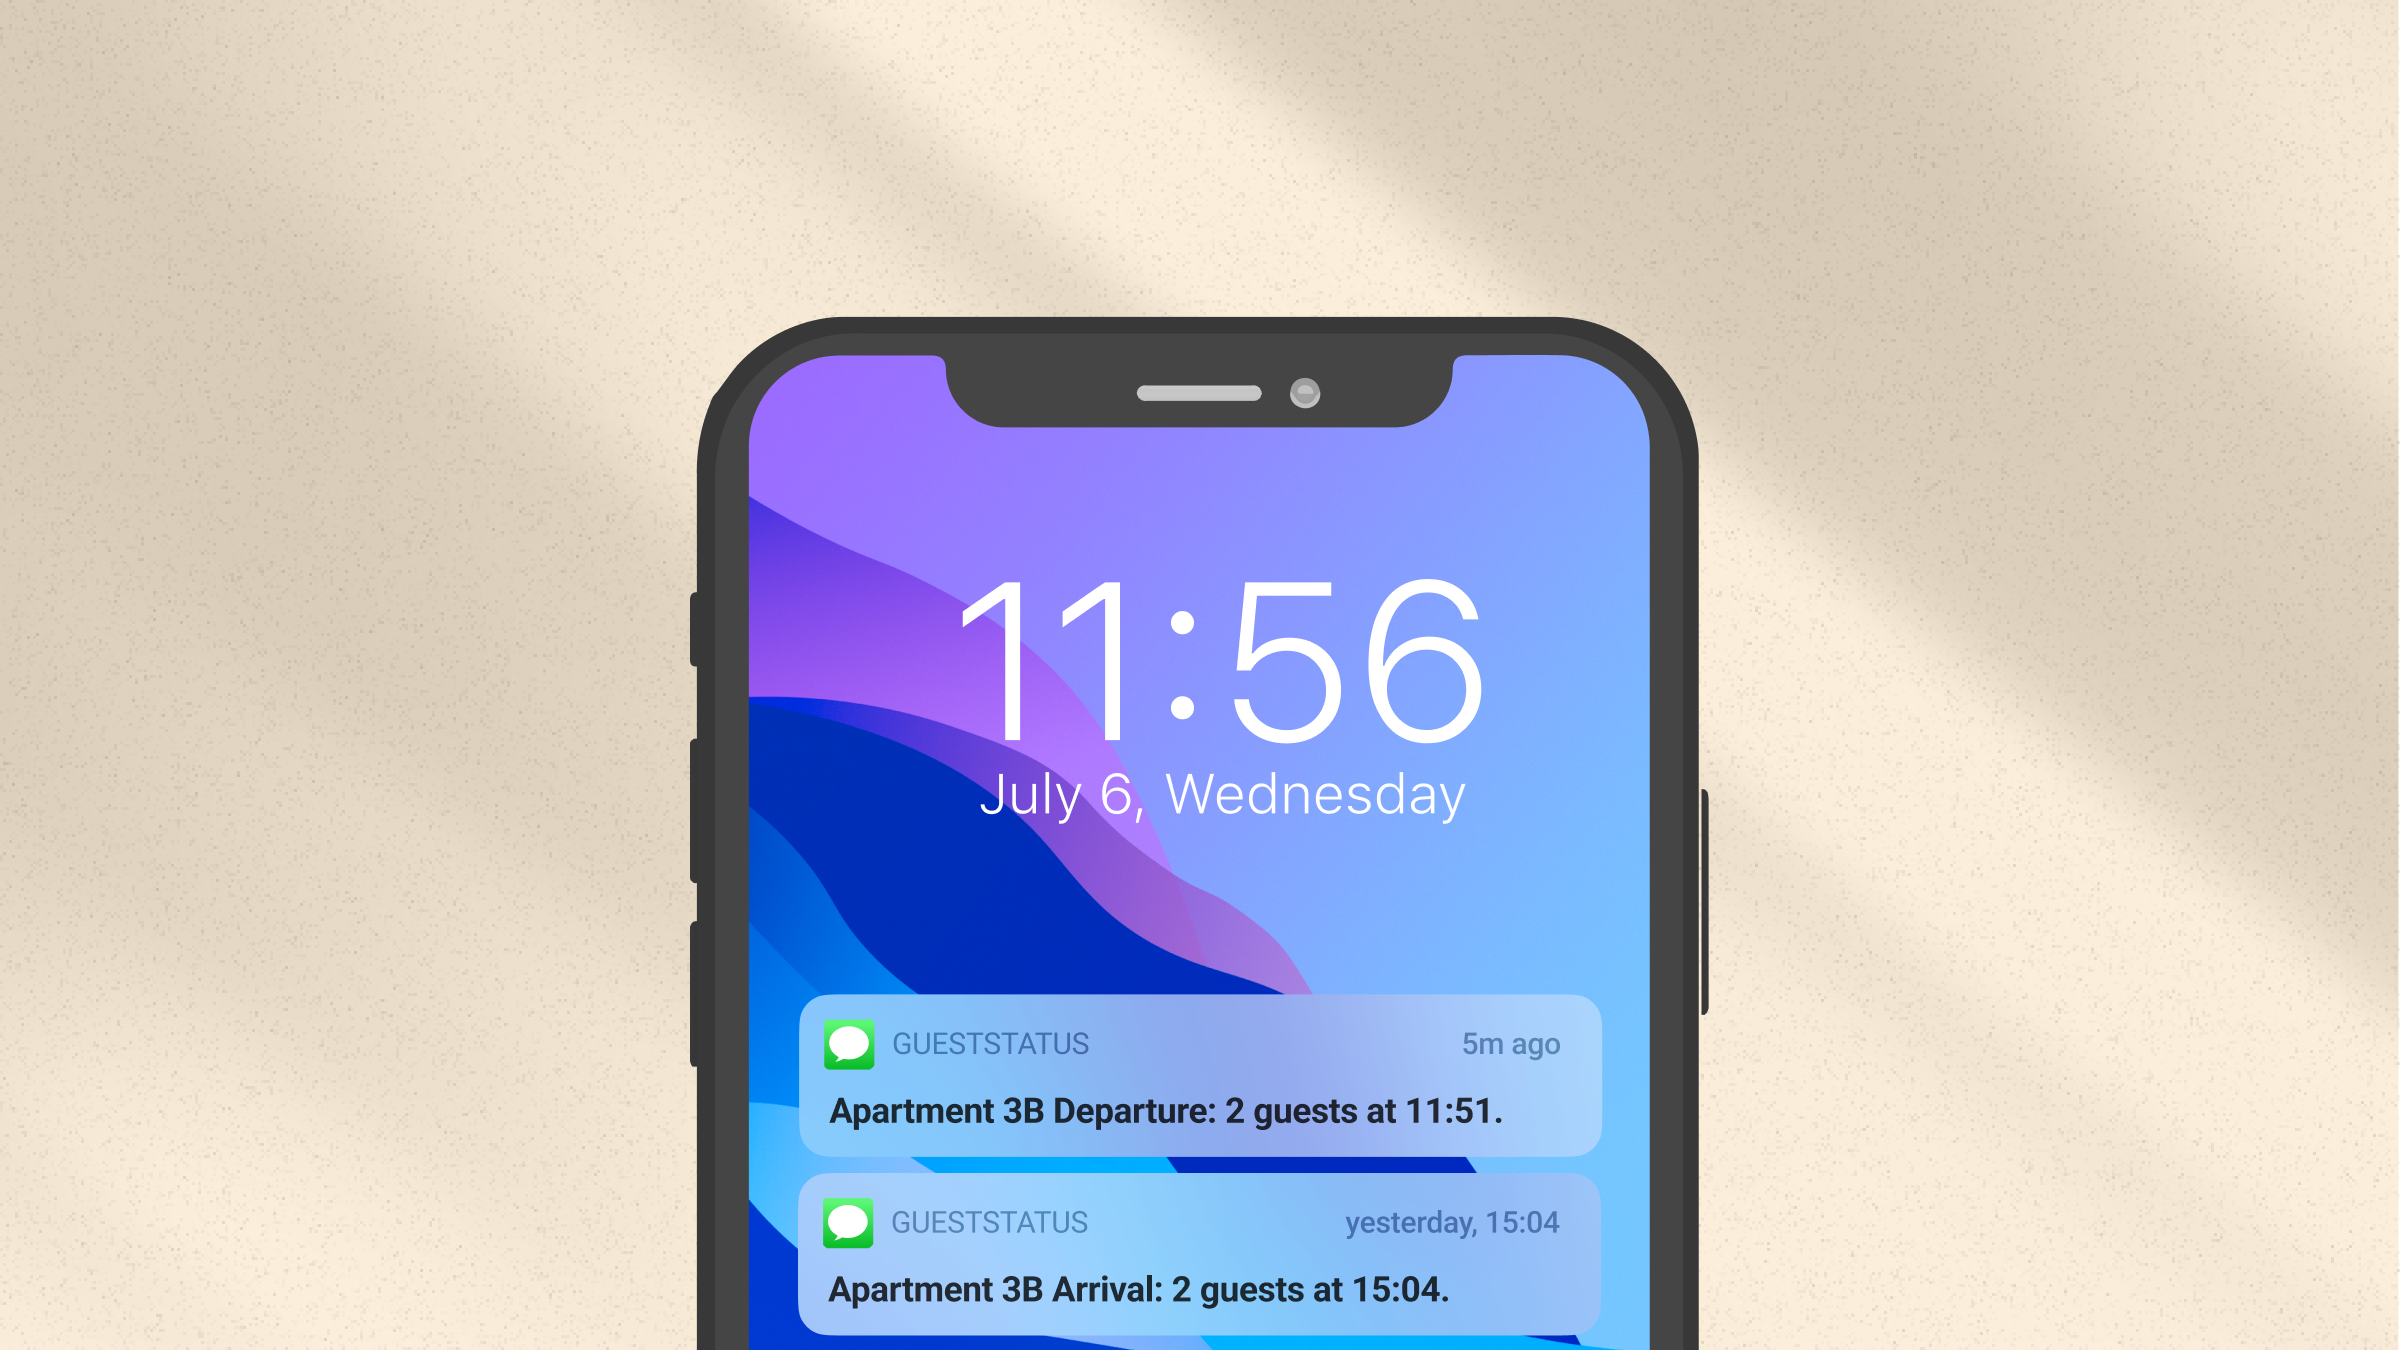 11:56
July 6, Wednesday
GUESTSTATUS 5m ago
Apartment 3B Departure: 2 guests at 11:51.
GUESTSTATUS yesterday, 15:04
Apartment 3B Arrival: 2 guests at 15:04.